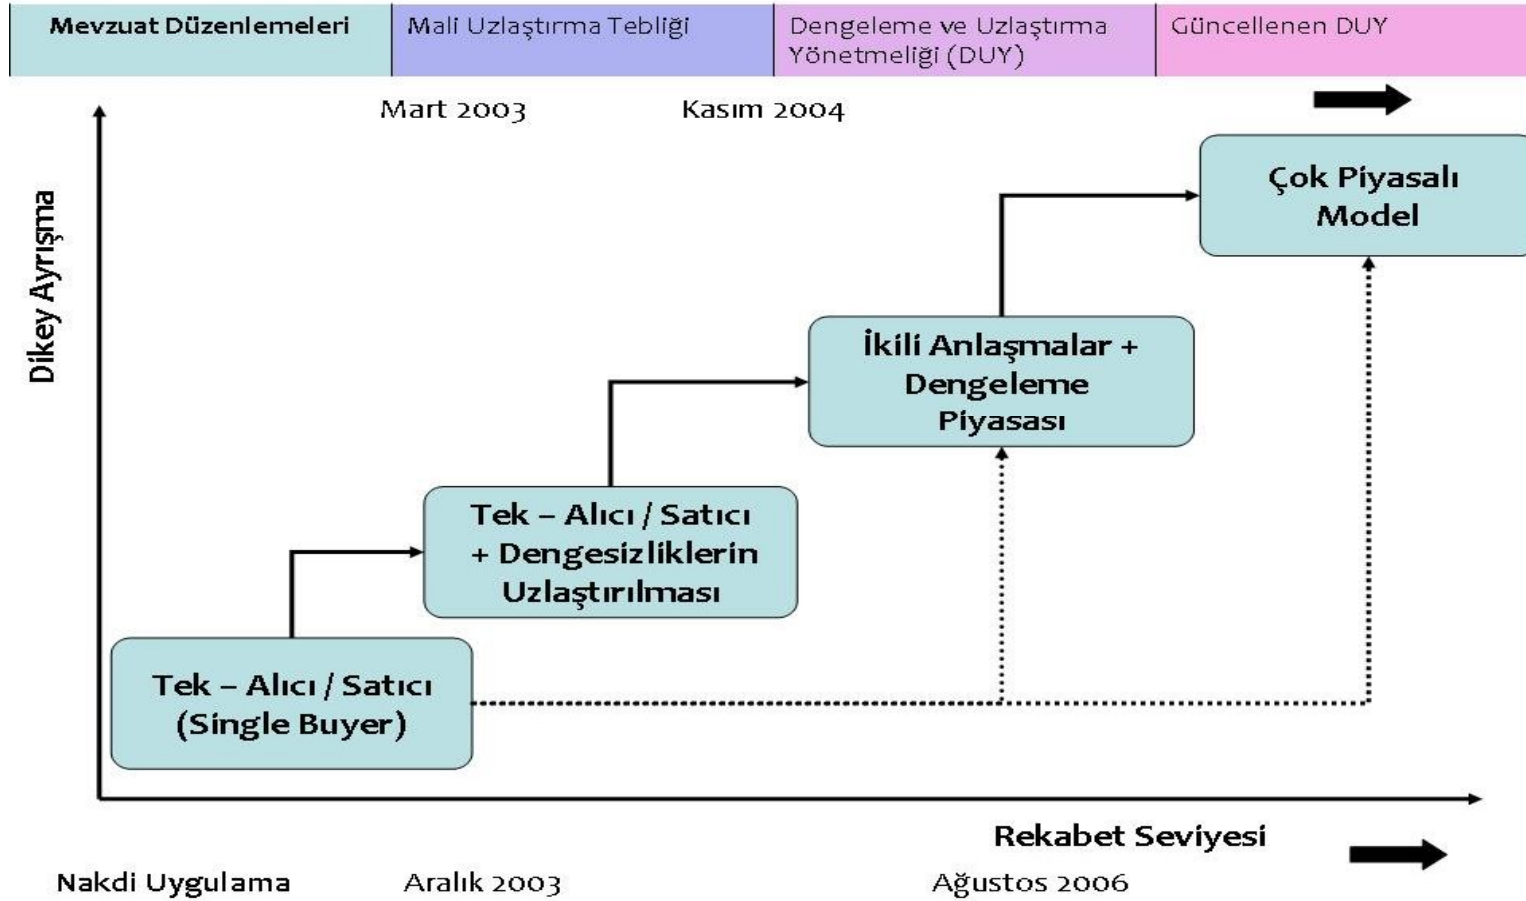 Mevzuat Düzenlemeleri
Mali Uzlaştırma Tebliği
Dengeleme ve Uzlaştırma
Yönetmeliği (DUY)
Güncellenen DUY
Mart 2003
Kasım 2004
Çok Piyasalı
Model
Dikey Ayrışma
İkili Anlaşmalar +
Dengeleme
Piyasası
Tek – Alıcı / Satıcı
+ Dengesizliklerin
Uzlaştırılması
Tek – Alıcı / Satıcı
(Single Buyer)
Rekabet Seviyesi
Nakdi Uygulama
Aralık 2003
Ağustos 2006